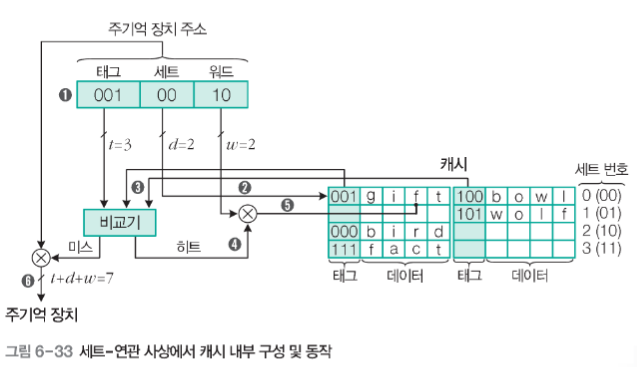 주기억 장치 주소
태그 세트 워드
❶ 001 00 10
t=3 d=2 w=2
캐시
세트 번호
❸
❷
001 g i f t 100 b o w l 0 (00)
❺
101 w o l f 1 (01)
비교기
000 b i r d 2 (10)
미스 히트 ❹
111 f a c t 3 (11)
태그 데이터 태그 데이터
❻ t+d+w=7
주기억 장치
그림 6-33 세트-연관 사상에서 캐시 내부 구성 및 동작